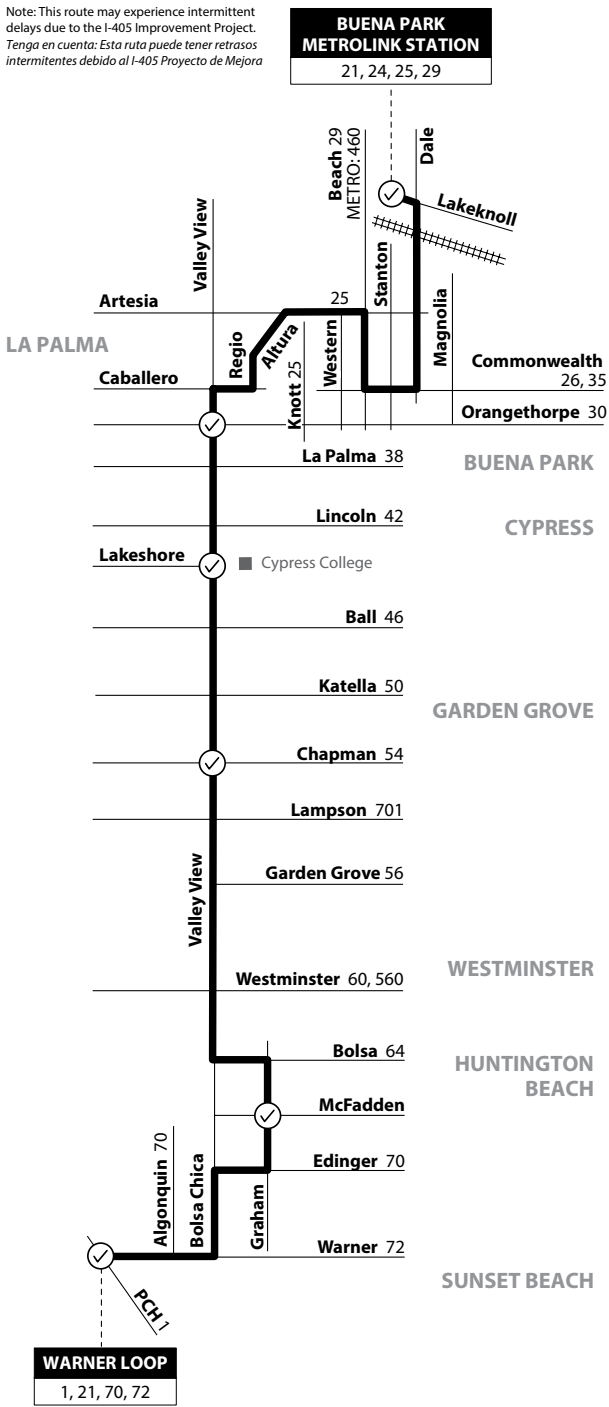 Note: This route may experience intermittent
delays due to the I-405 Improvement Project.
Tenga en cuenta: Esta ruta puede tener retrasos
intermitentes debido al I-405 Proyecto de Mejora
BUENA PARK
METROLINK STATION
21, 24, 25, 29
Beach 29
METRO: 460
Dale
Lakeknoll
Valley View
Stanton
Magnolia
Artesia
25
LA PALMA
Regio
Altura
Knott 25
Western
Commonwealth
26, 35
Caballero
Orangethorpe 30
La Palma 38
BUENA PARK
Lincoln 42
CYPRESS
Lakeshore
Cypress College
Ball 46
Katella 50
GARDEN GROVE
Chapman 54
Lampson 701
Valley View
Garden Grove 56
WESTMINSTER
Westminster 60, 560
Bolsa 64
HUNTINGTON
BEACH
McFadden
Algonquin 70
Bolsa Chica
Graham
Edinger 70
Warner 72
SUNSET BEACH
PCH 1
WARNER LOOP
1, 21, 70, 72